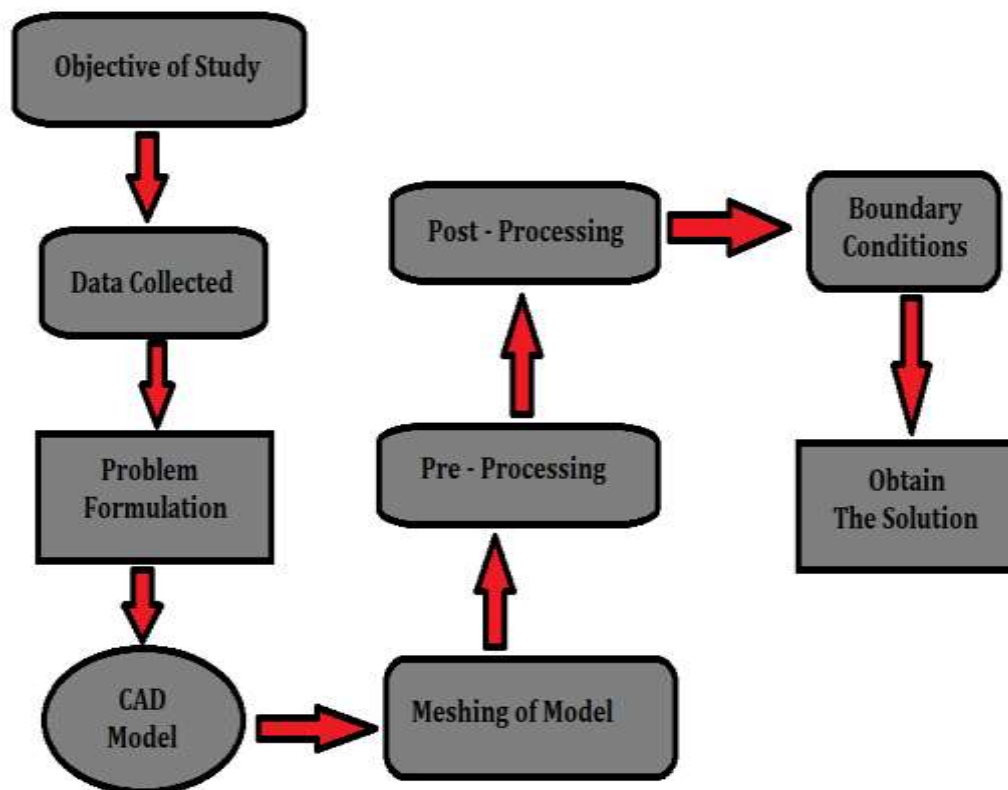 Objective of Study
Data Collected
Problem
Formulation
CAD
Model
Meshing of Model
Pre - Processing
Post - Processing
Boundary
Conditions
Obtain
The Solution